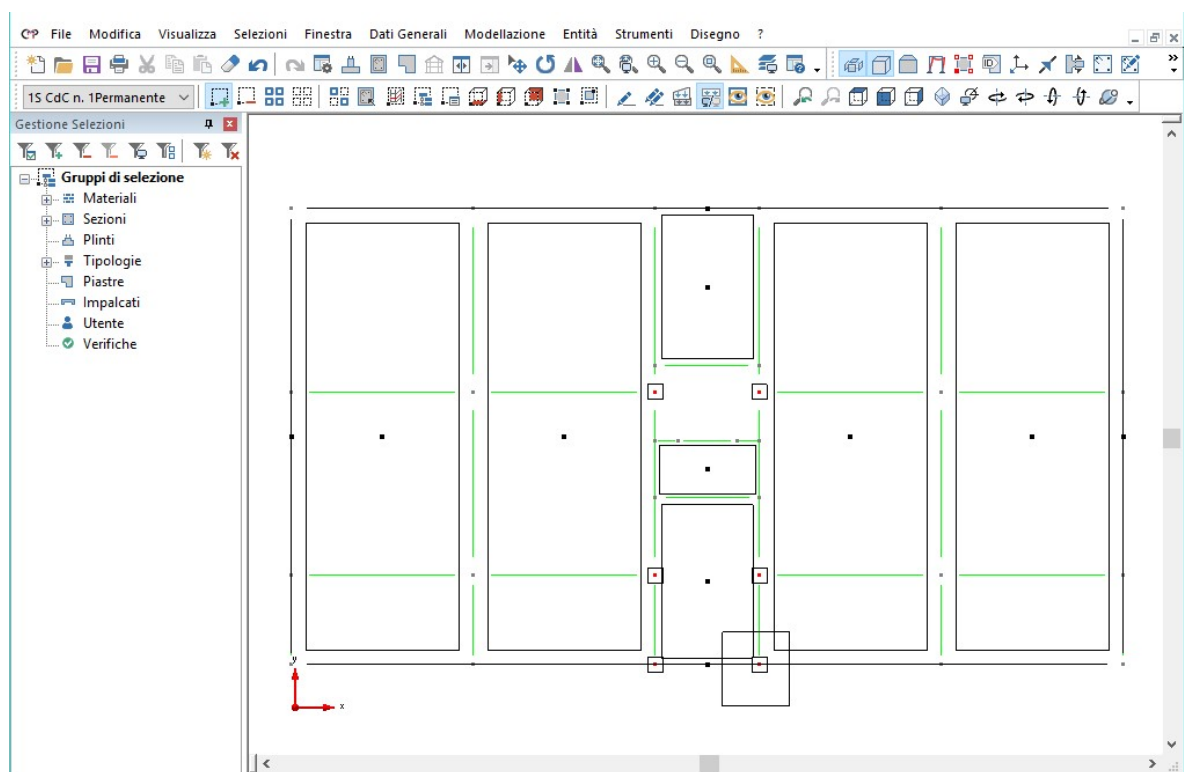 File Modifica Visualizza Selezioni Finestra Dati Generali Modellazione Entità Strumenti Disegno ?
1S CdC n. 1Permanente
Gestione Selezioni
Gruppi di selezione
Materiali
Sezioni
Plinti
Tipologie
Piastre
Impalcati
Utente
Verifiche
y
x